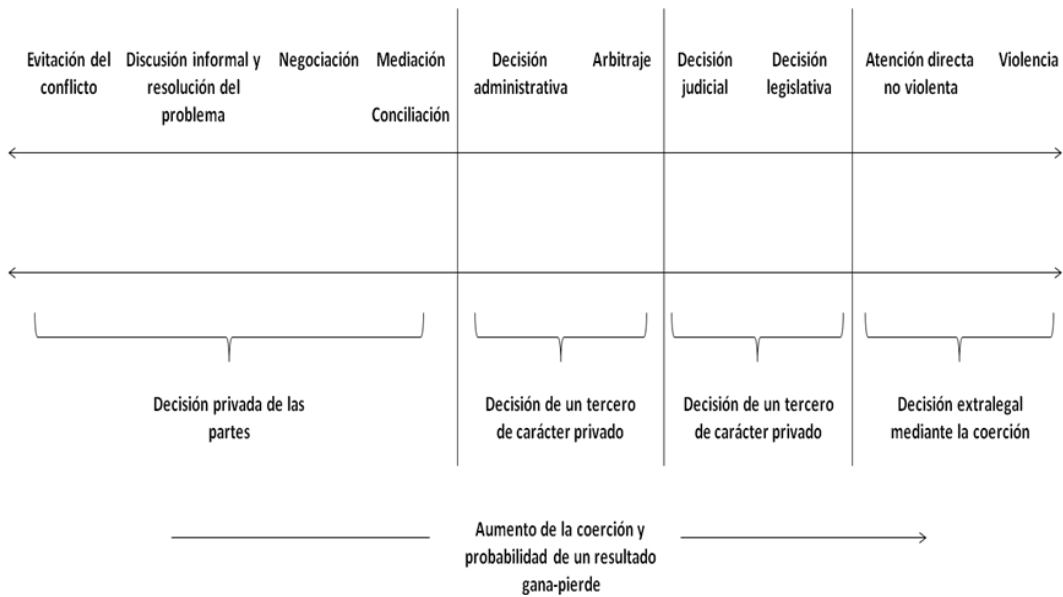 Evitación del
conflicto
Discusión informal y
resolución del
problema
Negociación
Mediación
Conciliación
Decisión
administrativa
Arbitraje
Decisión
judicial
Decisión
legislativa
Atención directa
no violenta
Violencia
Decisión privada de las
partes
Decisión de un tercero
de carácter privado
Decisión de un tercero
de carácter privado
Decisión extralegal
mediante la coerción
Aumento de la coerción y
probabilidad de un resultado
gana-pierde